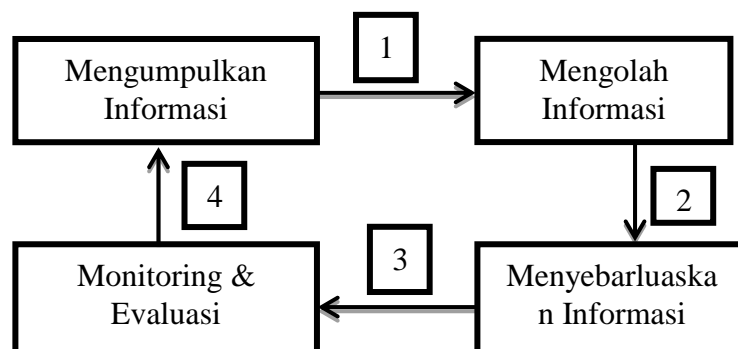 Mengumpulkan
Informasi
1
Mengolah
Informasi
4
2
Monitoring &
Evaluasi
3
Menyebarluaska
n Informasi